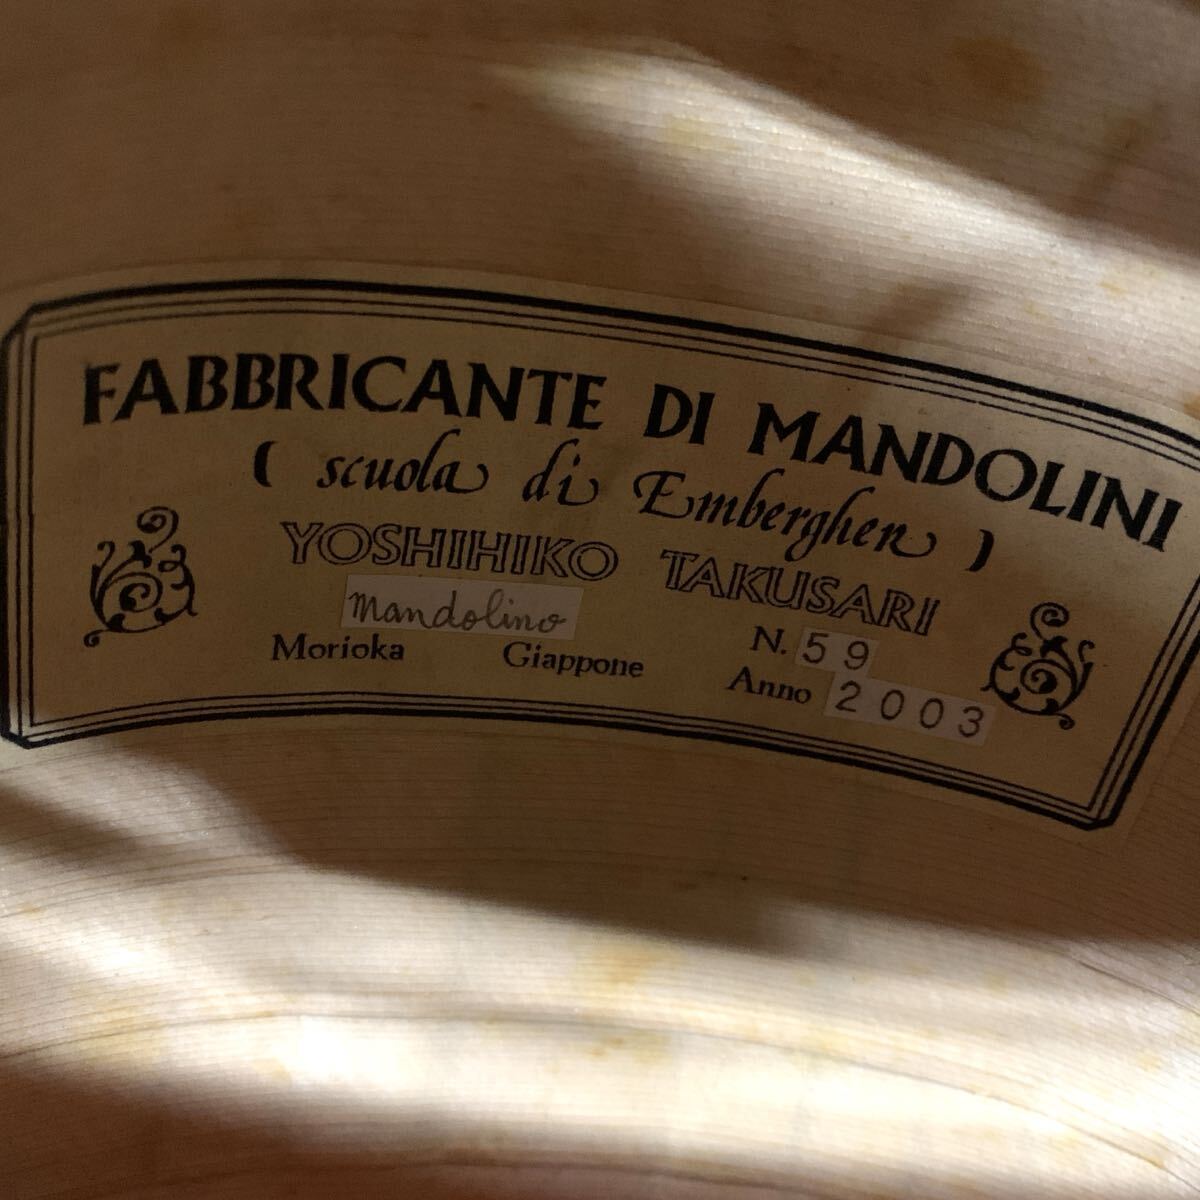 FABBRICANTE DI MANDOLINI
( scuola di Emberghen )
YOSHIHIKO TAKUSARI
mandolino
N. 59
Morioka Giappone
Anno 2003